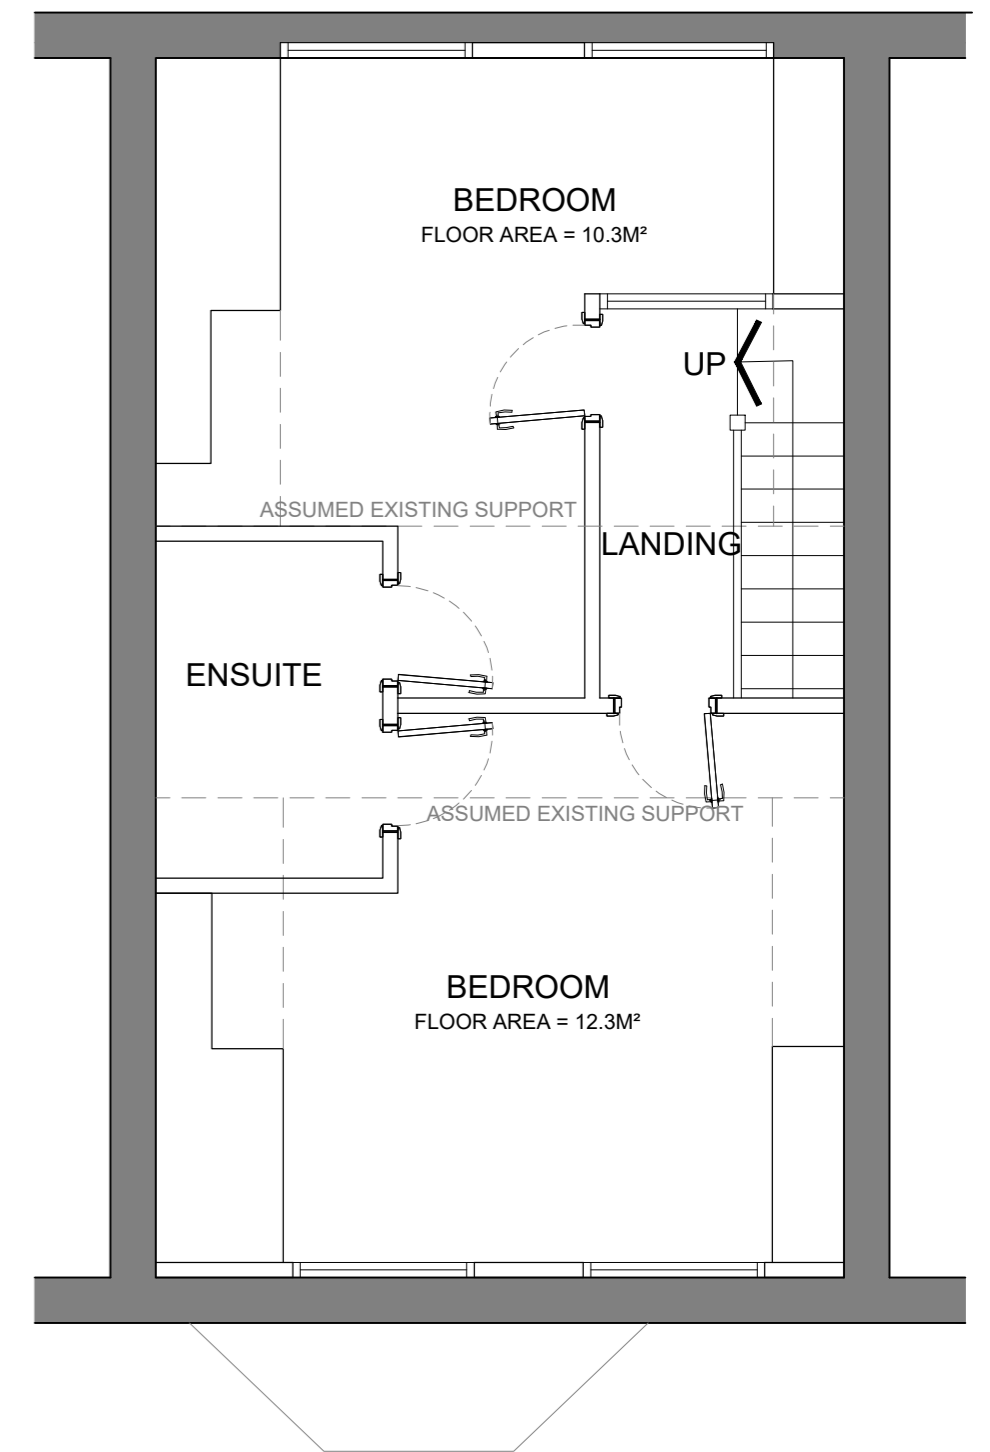 BEDROOM
FLOOR AREA = 10.3M²
UP
ASSUMED EXISTING SUPPORT
LANDING
ENSUITE
ASSUMED EXISTING SUPPORT
BEDROOM
FLOOR AREA = 12.3M²